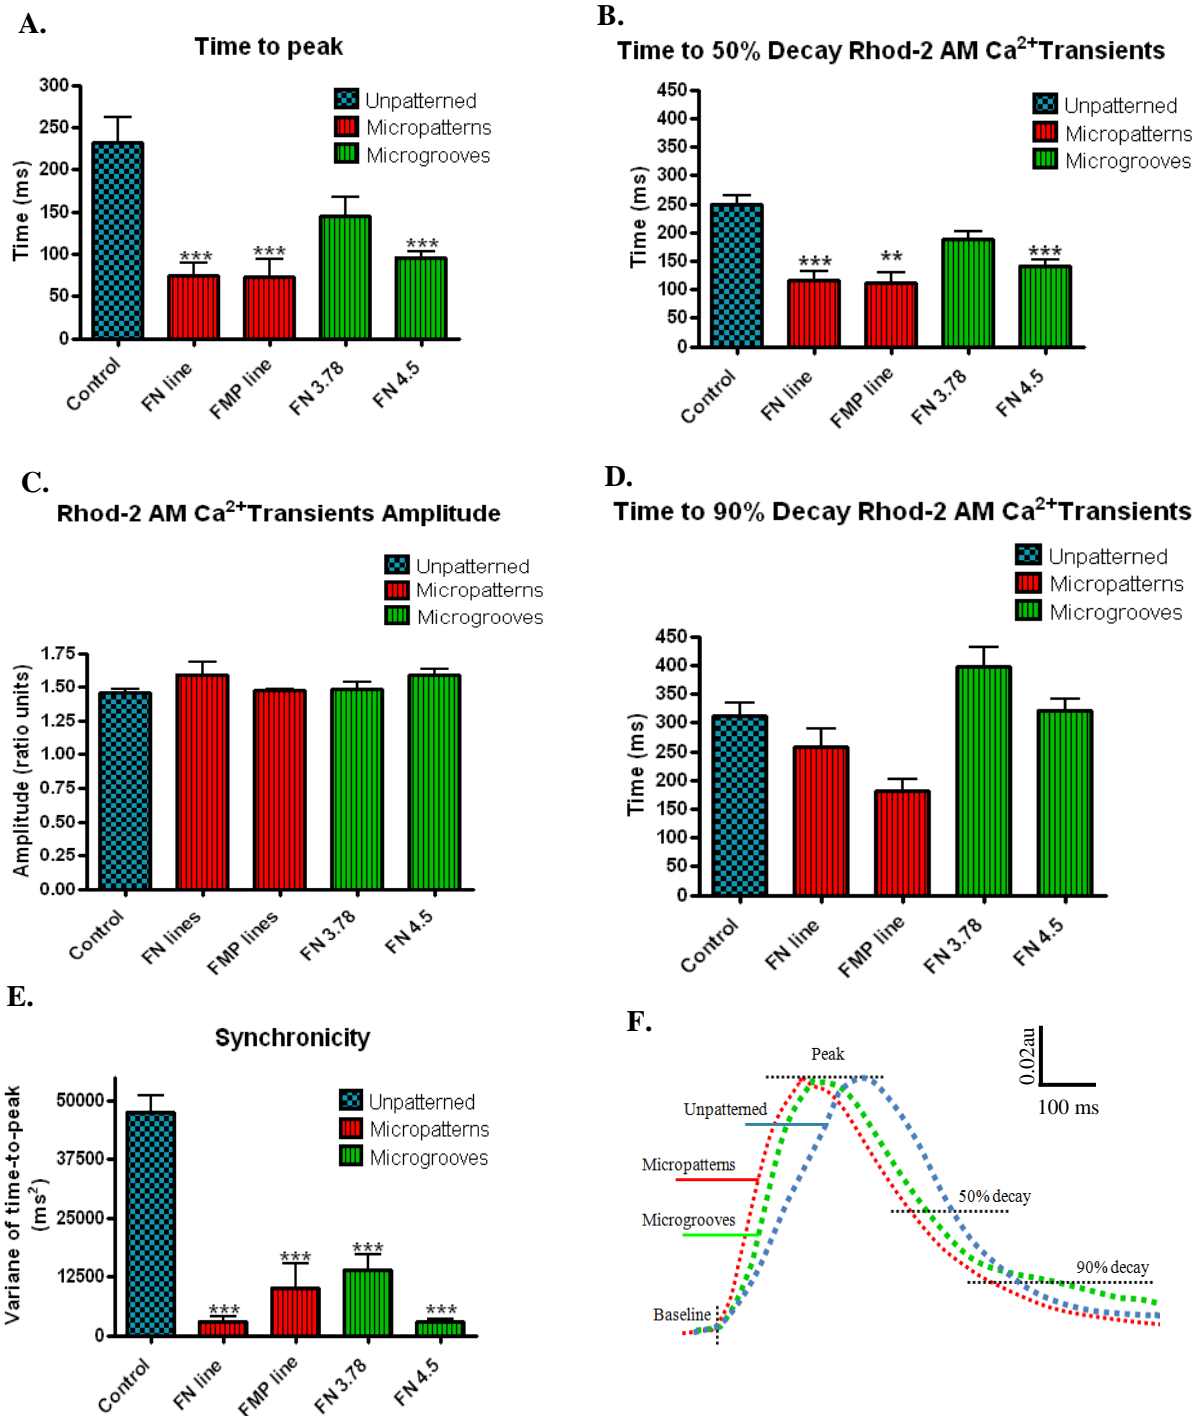 A.
Time to peak
300
250
200
150
100
50
0
Time (ms)
Unpatterned
Micropatterns
Microgrooves
***
***
***
Control
FN line
FMP line
FN 3.78
FN 4.5
B.
Time to 50% Decay Rhod-2 AM Ca2+Transients
450
400
350
300
250
200
150
100
50
0
Time (ms)
Unpatterned
Micropatterns
Microgrooves
***
**
***
Control
FN line
FMP line
FN 3.78
FN 4.5
C.
Rhod-2 AM Ca2+Transients Amplitude
Unpatterned
Micropatterns
Microgrooves
1.75
1.50
1.25
1.00
0.75
0.50
0.25
0.00
Amplitude (ratio units)
Control
FN lines
FMP lines
FN 3.78
FN 4.5
D.
Time to 90% Decay Rhod-2 AM Ca2+Transients
Unpatterned
Micropatterns
Microgrooves
450
400
350
300
250
200
150
100
50
0
Time (ms)
Control
FN line
FMP line
FN 3.78
FN 4.5
E.
Synchronicity
50000
37500
25000
12500
0
Variane of time-to-peak
(ms2)
Unpatterned
Micropatterns
Microgrooves
***
***
***
***
Control
FN line
FMP line
FN 3.78
FN 4.5
F.
Peak
0.02au
100 ms
Unpatterned
Micropatterns
Microgrooves
50% decay
90% decay
Baseline